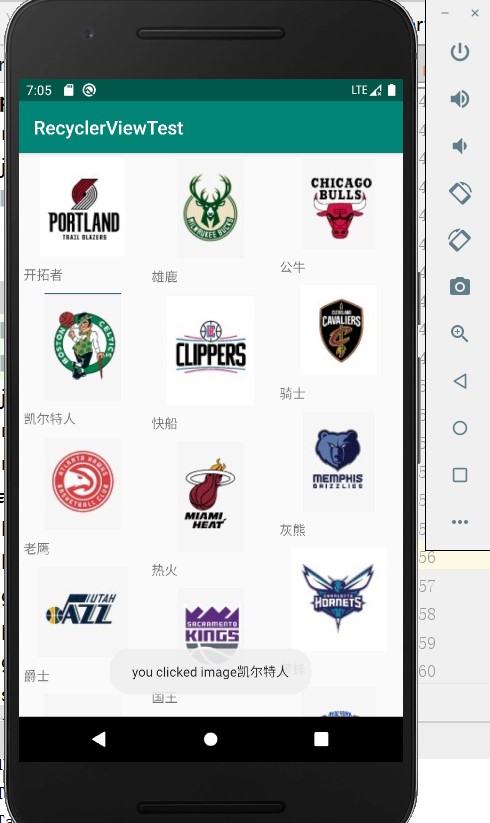 7:05 LTE
RecyclerViewTest
PORTLAND
TRAIL BLAZERS
开拓者
MILWAUKEE BUCKS
雄鹿
CHICAGO
BULLS
公牛
BOSTON CELTICS
凯尔特人
CLIPPERS
快船
CLEVELAND
CAVALIERS
骑士
ATLANTA HAWKS
BASKETBALL CLUB
老鹰
MIAMI
HEAT
热火
MEMPHIS
GRIZZLIES
灰熊
UTAH
JAZZ
爵士
SACRAMENTO
KINGS
国王
CHARLOTTE
HORNETS
you clicked image凯尔特人
56
57
58
59
60